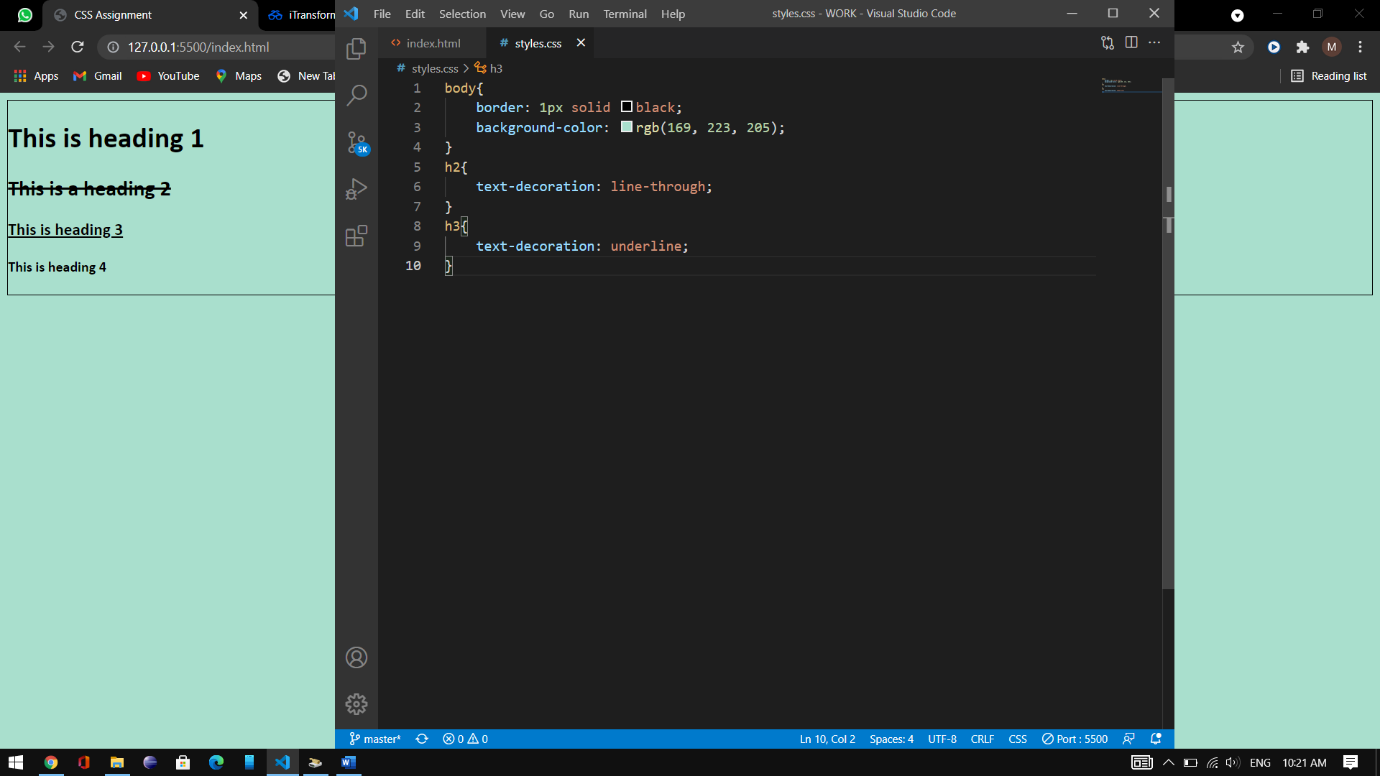 CSS Assignment
iTransform
127.0.0.1:5500/index.html
M
Apps
Gmail
YouTube
Maps
New Tab
Reading list
This is heading 1
This is a heading 2
This is heading 3
This is heading 4
File Edit Selection View Go Run Terminal Help
styles.css - WORK - Visual Studio Code
<> index.html
# styles.css
# styles.css > h3
5K
1 body{
2 border: 1px solid black;
3 background-color: rgb(169, 223, 205);
4 }
5 h2{
6 text-decoration: line-through;
7 }
8 h3{
9 text-decoration: underline;
10 }
master* 0 0
Ln 10, Col 2 Spaces: 4 UTF-8 CRLF CSS Port : 5500
ENG 10:21 AM